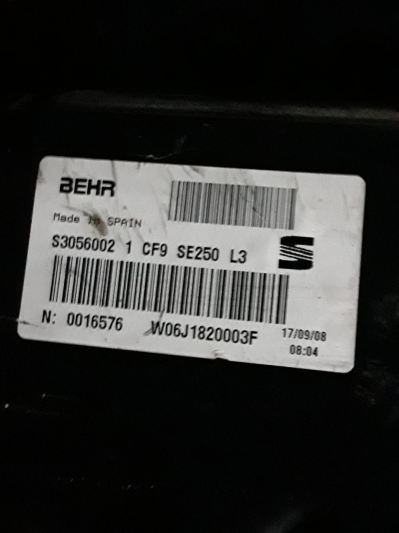 BEHR
Made in SPAIN
S3056002 1 CF9 SE250 L3
N: 0016576 W06J1820003F 17/09/08
08:04